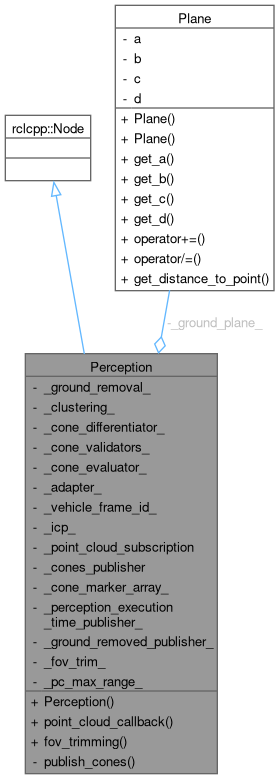 Plane
- a
- b
- c
- d
+ Plane()
+ Plane()
+ get_a()
+ get_b()
+ get_c()
+ get_d()
+ operator+=()
+ operator/=()
+ get_distance_to_point()
rclcpp::Node
-_ground_plane_
Perception
- _ground_removal_
- _clustering_
- _cone_differentiator_
- _cone_validators_
- _cone_evaluator_
- _adapter_
- _vehicle_frame_id_
- _icp_
- _point_cloud_subscription
- _cones_publisher
- _cone_marker_array_
- _perception_execution
_time_publisher_
- _ground_removed_publisher_
- _fov_trim_
- _pc_max_range_
+ Perception()
+ point_cloud_callback()
+ fov_trimming()
- publish_cones()